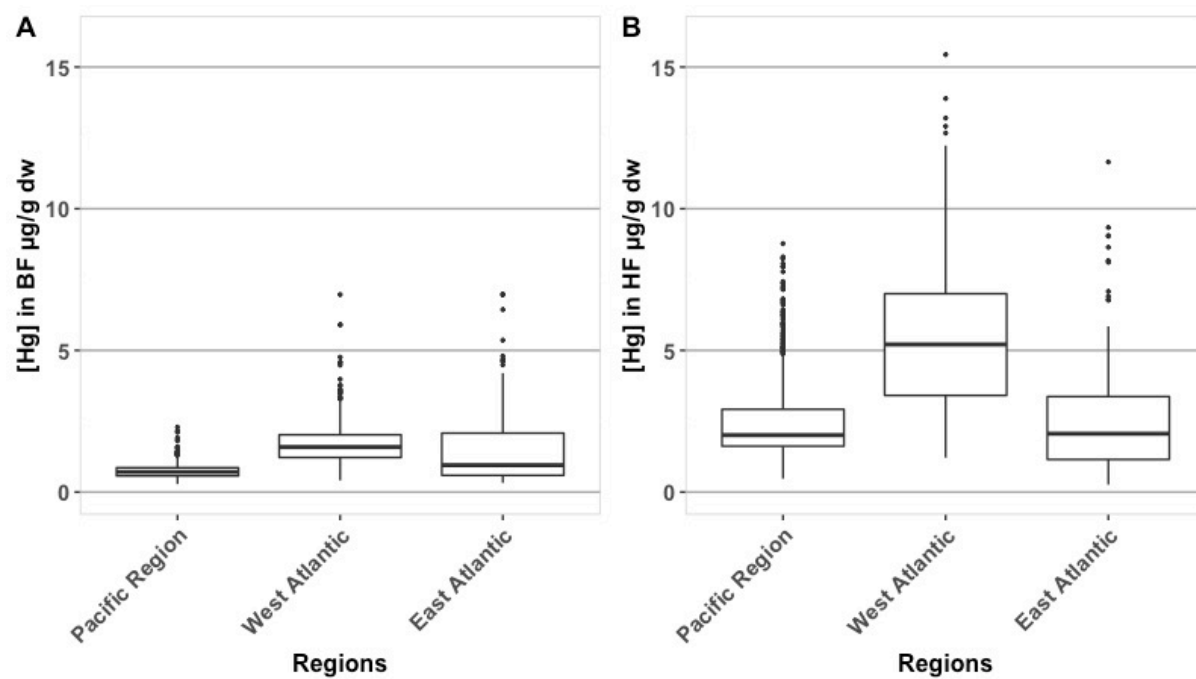 A
[Hg] in BF µg/g dw
15
10
5
0
Pacific Region
West Atlantic
East Atlantic
Regions
B
[Hg] in HF µg/g dw
15
10
5
0
Pacific Region
West Atlantic
East Atlantic
Regions